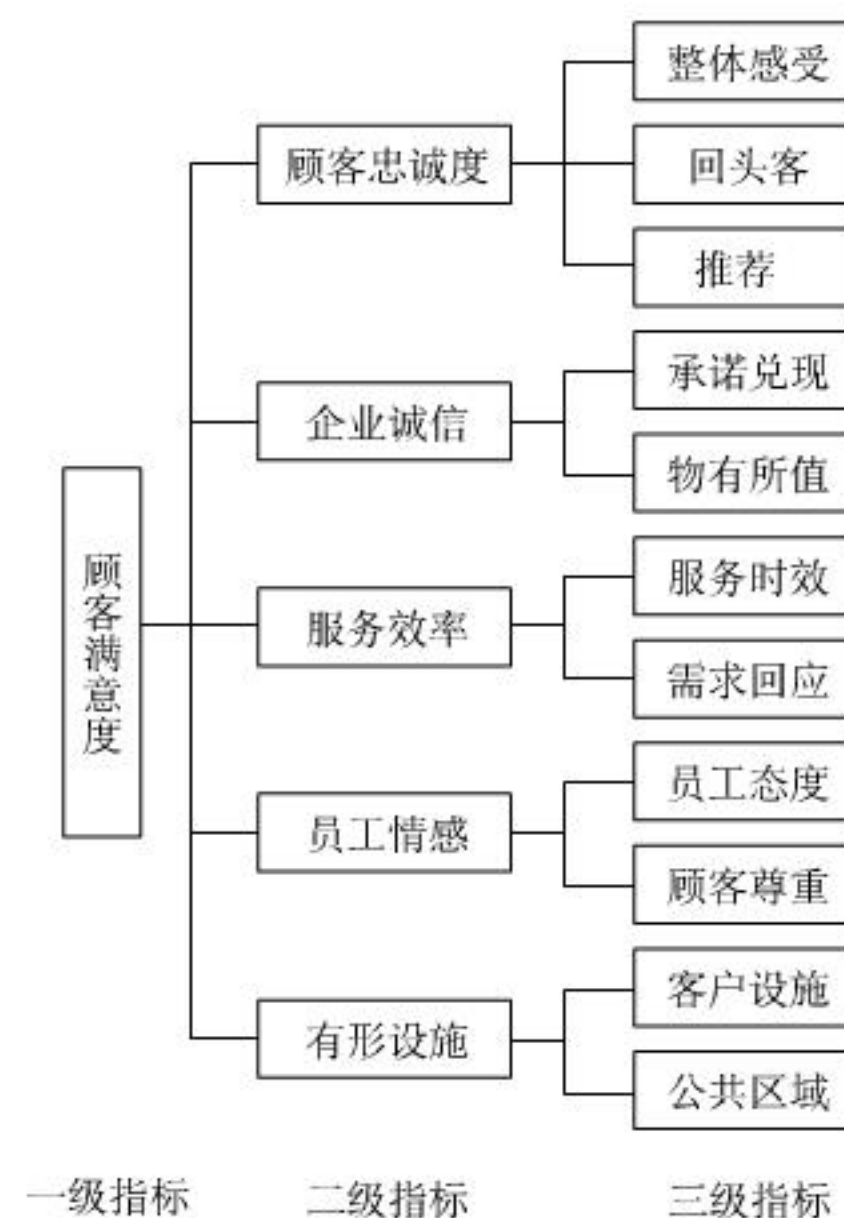 整体感受
顾客忠诚度
回头客
推荐
承诺兑现
企业诚信
物有所值
顾客满意度
服务时效
服务效率
需求回应
员工态度
员工情感
顾客尊重
客户设施
有形设施
公共区域
一级指标
二级指标
三级指标